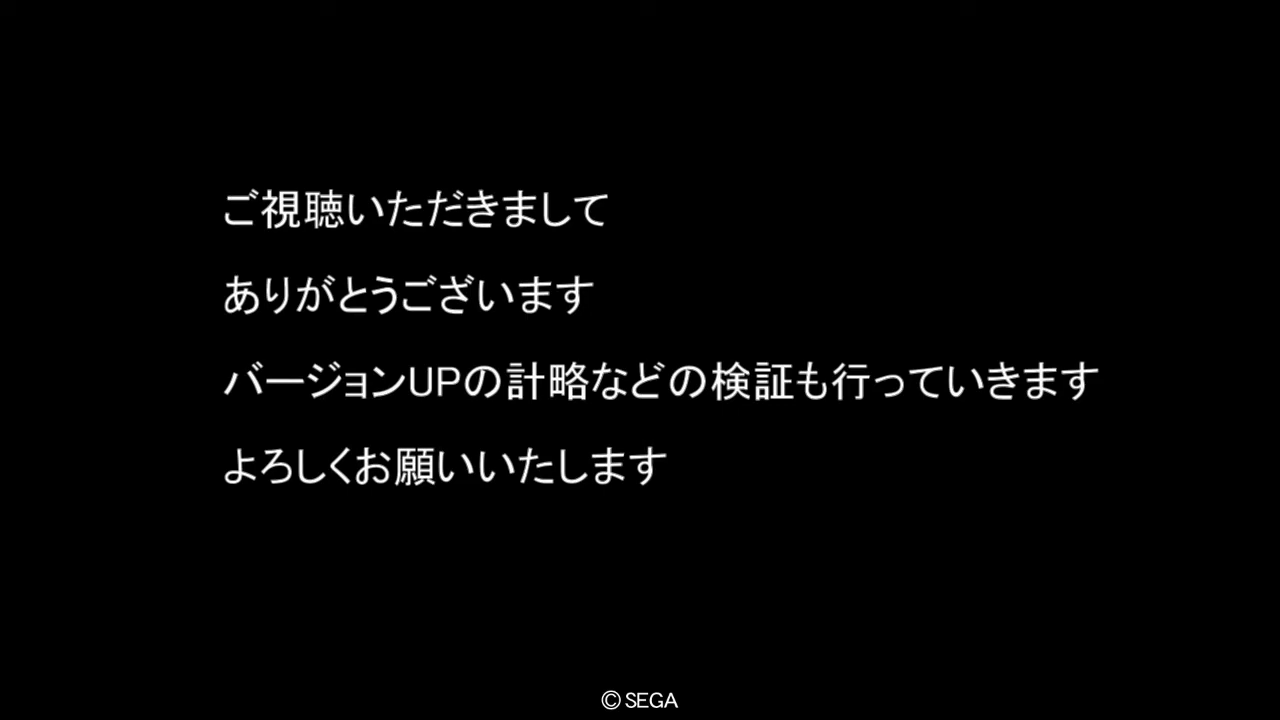 ご視聴いただきまして
ありがとうございます
バージョンUPの計略などの検証も行っていきます
よろしくお願いいたします
©SEGA